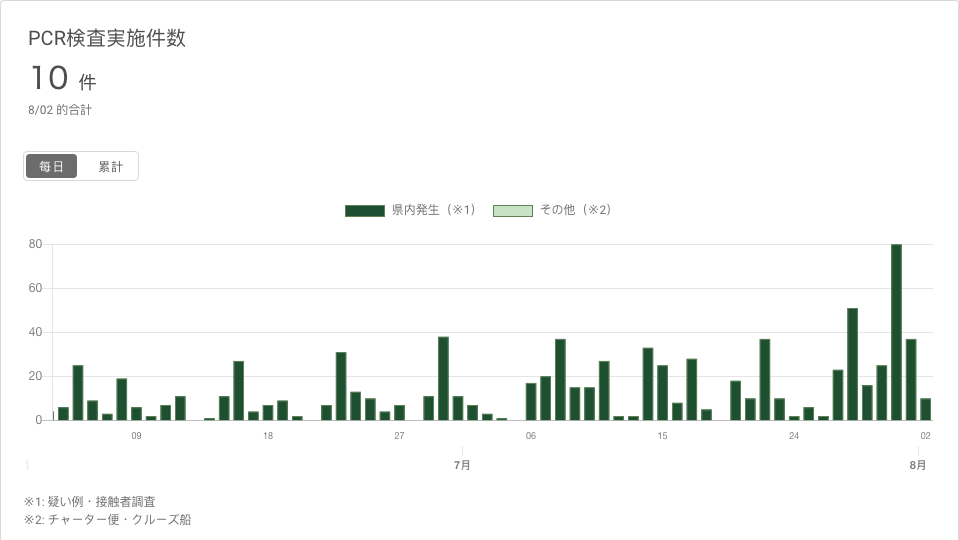 PCR検査実施件数
10 件
8/02 的合計
毎日 累計
県内発生（※1） その他（※2）
80
60
40
20
0
09 18 27 06 15 24 02
7月 8月
※1: 疑い例・接触者調査
※2: チャーター便・クルーズ船